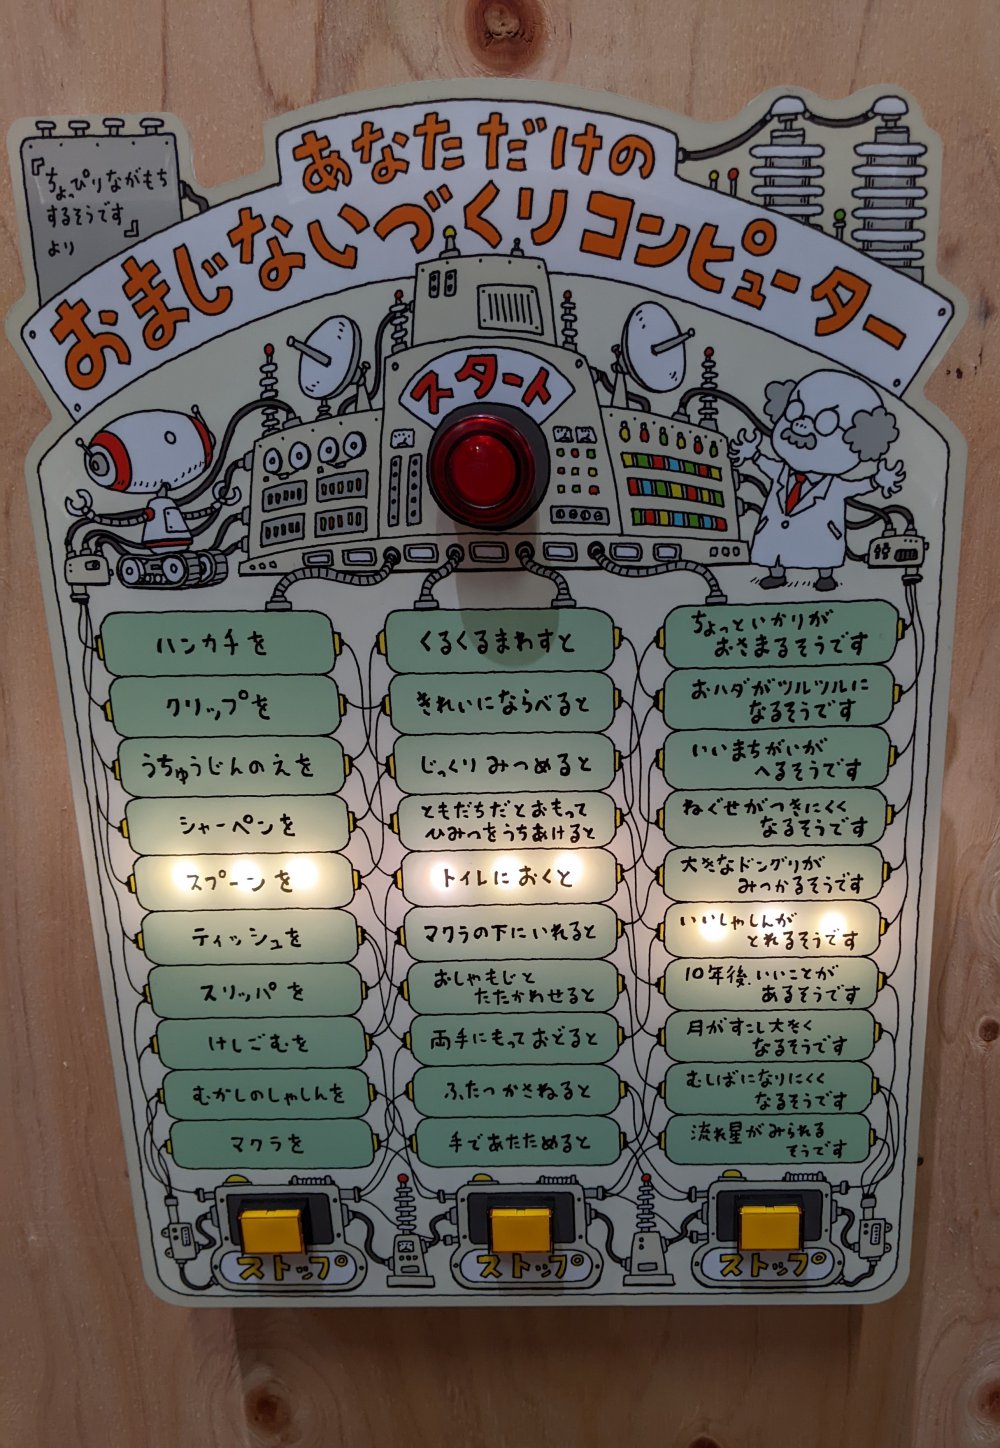 『ちょっぴりながもち
するそうです』
より
あなただけの
おまじないづくりコンピューター
スタート
ハンカチを
クリップを
うちゅうじんのえを
シャーペンを
スプーンを
ティッシュを
スリッパを
けしごむを
むかしのしゃしんを
マクラを
くるくるまわすと
きれいにならべると
じっくりみつめると
ともだちだとおもって
ひみつをうちあけると
トイレにおくと
マクラの下にいれると
おしゃもじと
たたかわせると
両手にもっておどると
ふたつかさねると
手であたためると
ちょっといかりが
おさまるそうです
おハダがツルツルに
なるそうです
いいまちがいが
へるそうです
ねぐせがつきにくく
なるそうです
大きなドングリが
みつかるそうです
いいしゃしんが
とれるそうです
10年後、いいことが
あるそうです
月がすこし大きく
なるそうです
むしばになりにくく
なるそうです
流れ星がみられる
そうです
ストップ
ストップ
ストップ